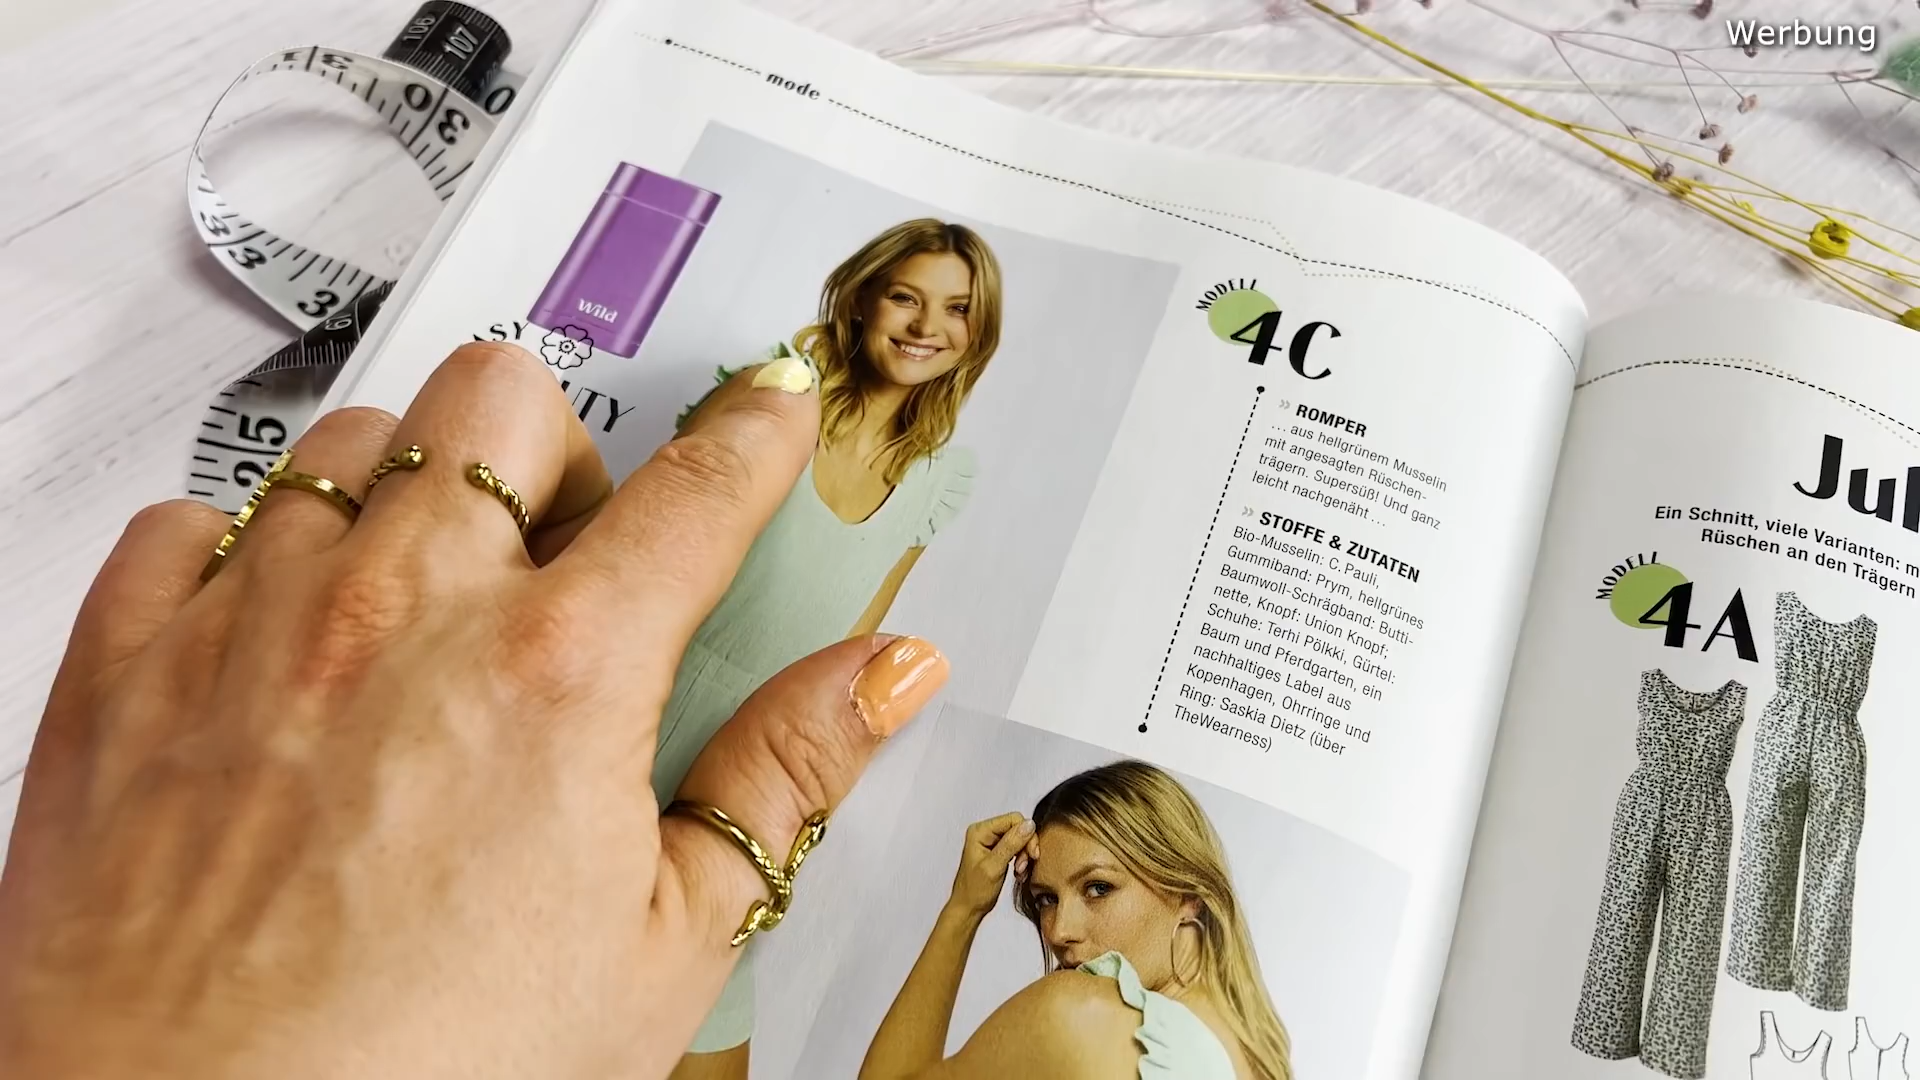 Werbung
106
107
mode
Wild
MODELL
4C
» ROMPER
... aus hellgrünem Musselin
mit angesagten Rüschen-
trägern. Supersüß! Und ganz
leicht nachgenäht ...
» STOFFE & ZUTATEN
Bio-Musselin: C. Pauli,
Gummiband: Prym, hellgrünes
Baumwoll-Schrägband: Butti-
nette, Knopf: Union Knopf;
Schuhe: Terhi Pölkki, Gürtel:
Baum und Pferdgarten, ein
nachhaltiges Label aus
Kopenhagen, Ohrringe und
Ring: Saskia Dietz (über
TheWearness)
Ein Schnitt, viele Varianten:
Rüschen an den Trägern
MODELL
4A